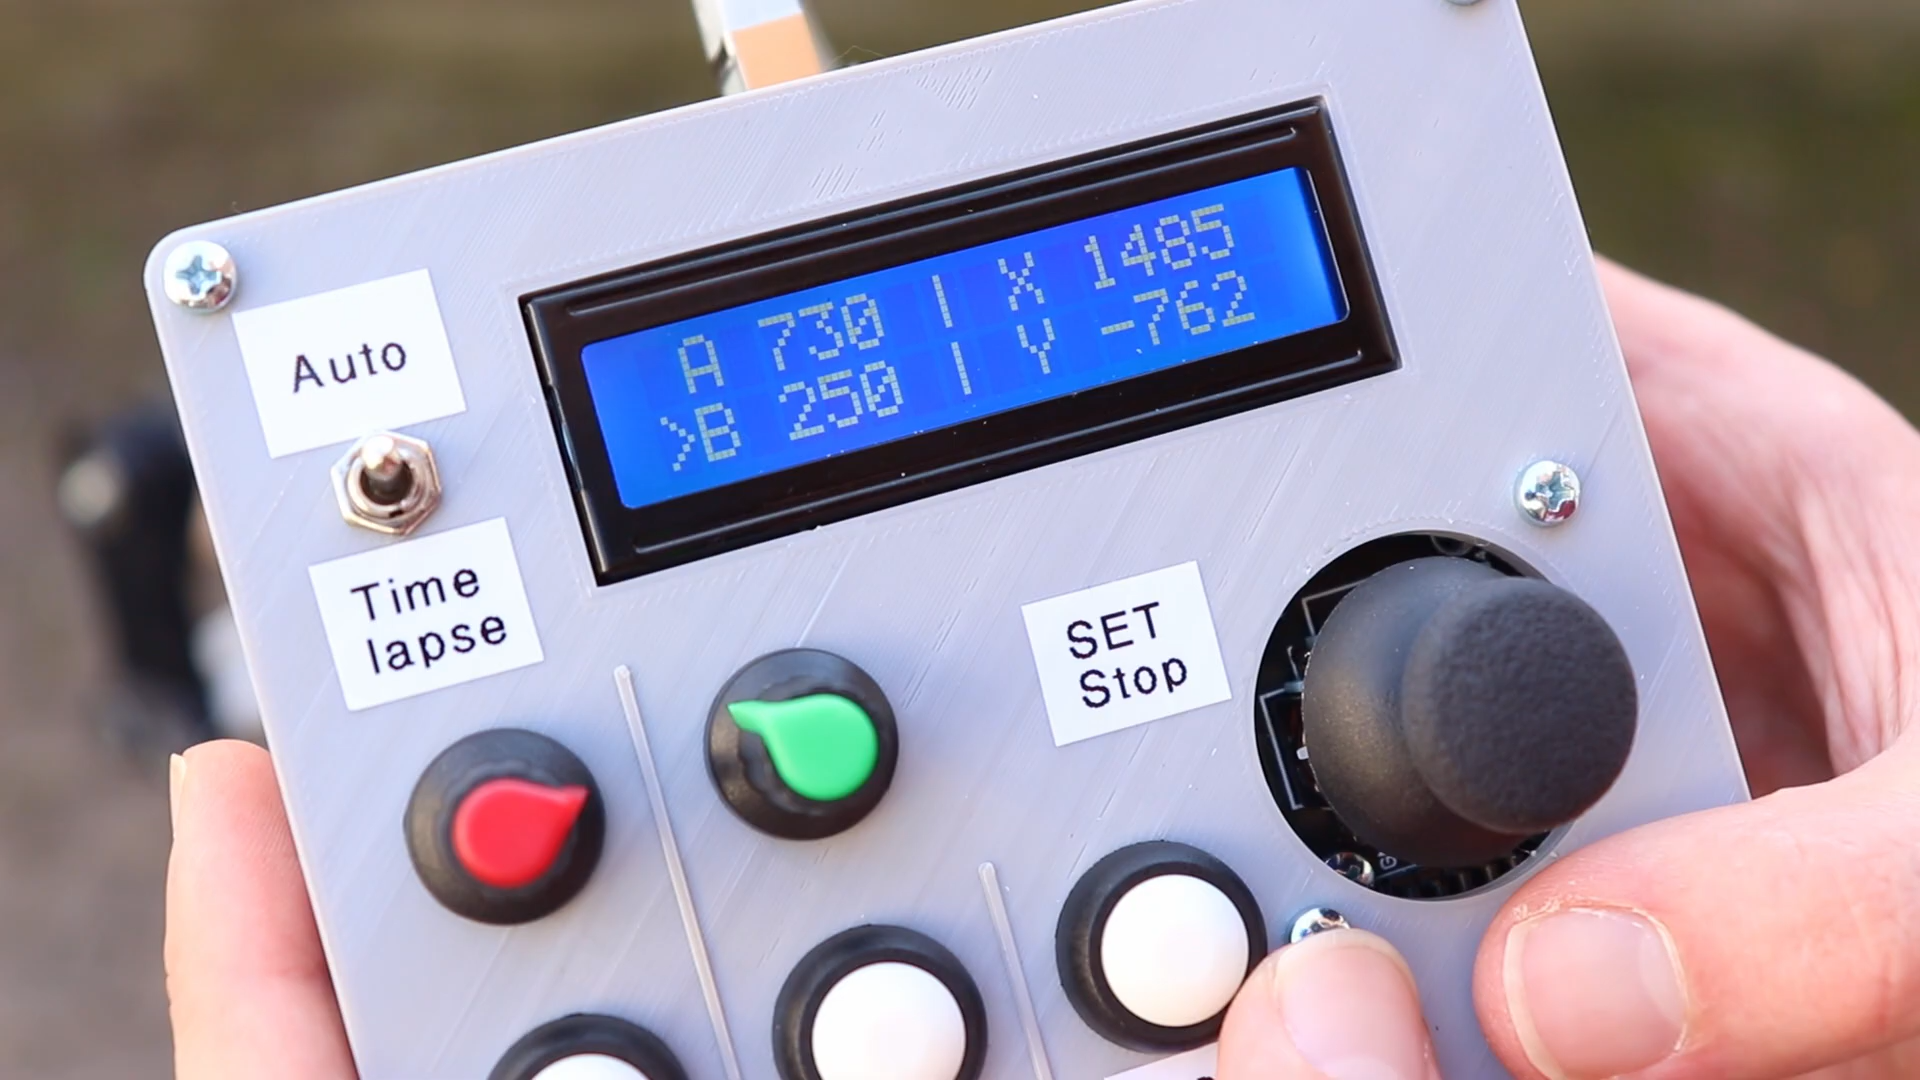 A 730 | X 1485
>B 250 | Y -762
Auto
Time
lapse
SET
Stop